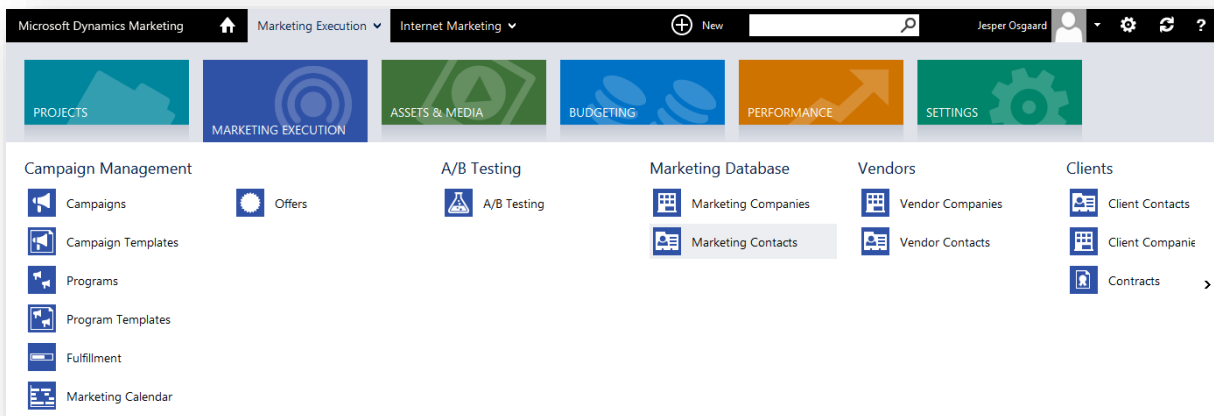 Microsoft Dynamics Marketing Marketing Execution Internet Marketing New Jesper Osgaard ?
PROJECTS
MARKETING EXECUTION
ASSETS & MEDIA
BUDGETING
PERFORMANCE
SETTINGS
Campaign Management
Campaigns
Campaign Templates
Programs
Program Templates
Fulfillment
Marketing Calendar
Offers
A/B Testing
A/B Testing
Marketing Database
Marketing Companies
Marketing Contacts
Vendors
Vendor Companies
Vendor Contacts
Clients
Client Contacts
Client Companie
Contracts